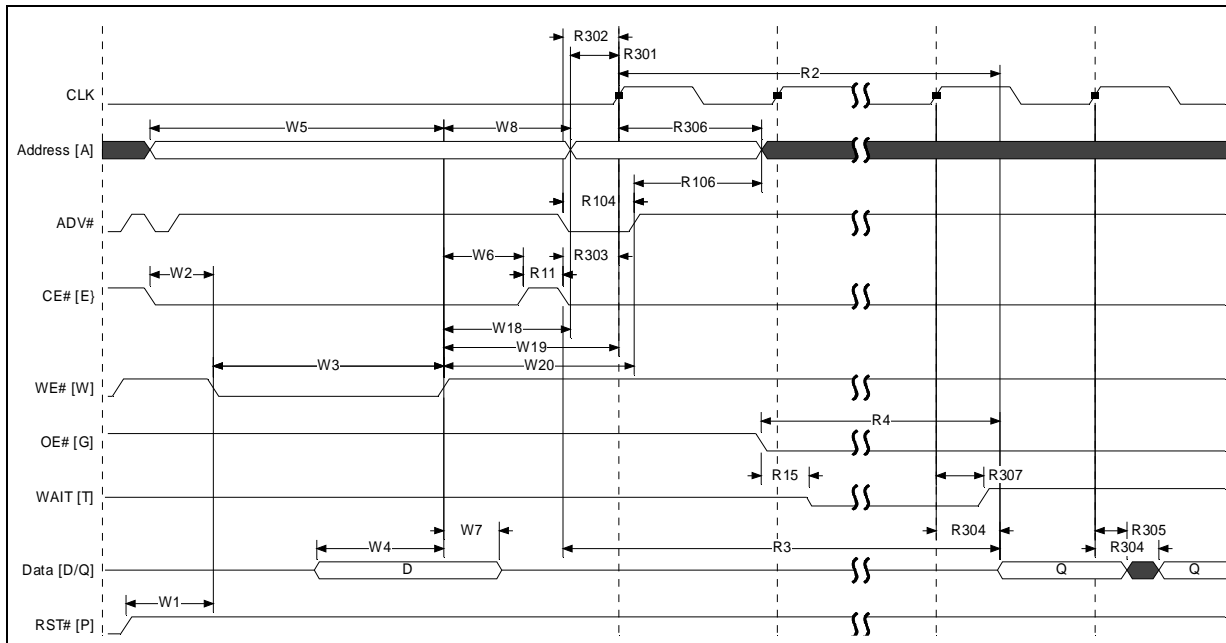 R302
R301
R2
CLK
W5
W8
R306
Address [A]
R106
R104
ADV#
W6
R303
W2
R11
CE# [E}
W18
W19
W3
W20
WE# [W]
R4
OE# [G]
R15
R307
WAIT [T]
W7
R304
R305
W4
R3
R304
Data [D/Q]
D
Q
Q
W1
RST# [P]